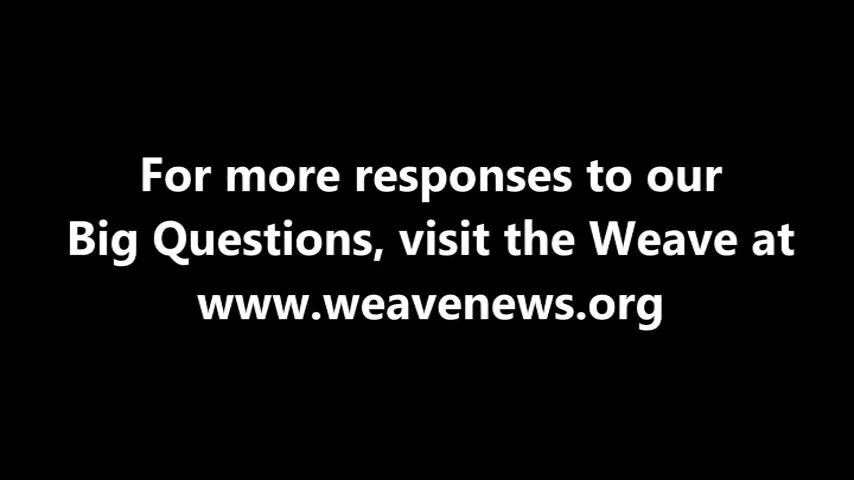 For more responses to our
Big Questions, visit the Weave at
www.weavenews.org